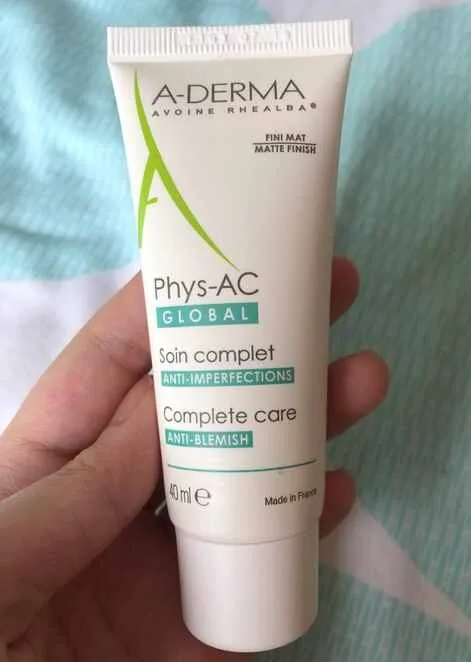 A-DERMA
AVOINE RHEALBA®
FINI MAT
MATTE FINISH
Phys-AC
GLOBAL
Soin complet
ANTI-IMPERFECTIONS
Complete care
ANTI-BLEMISH
40 ml e
Made in France